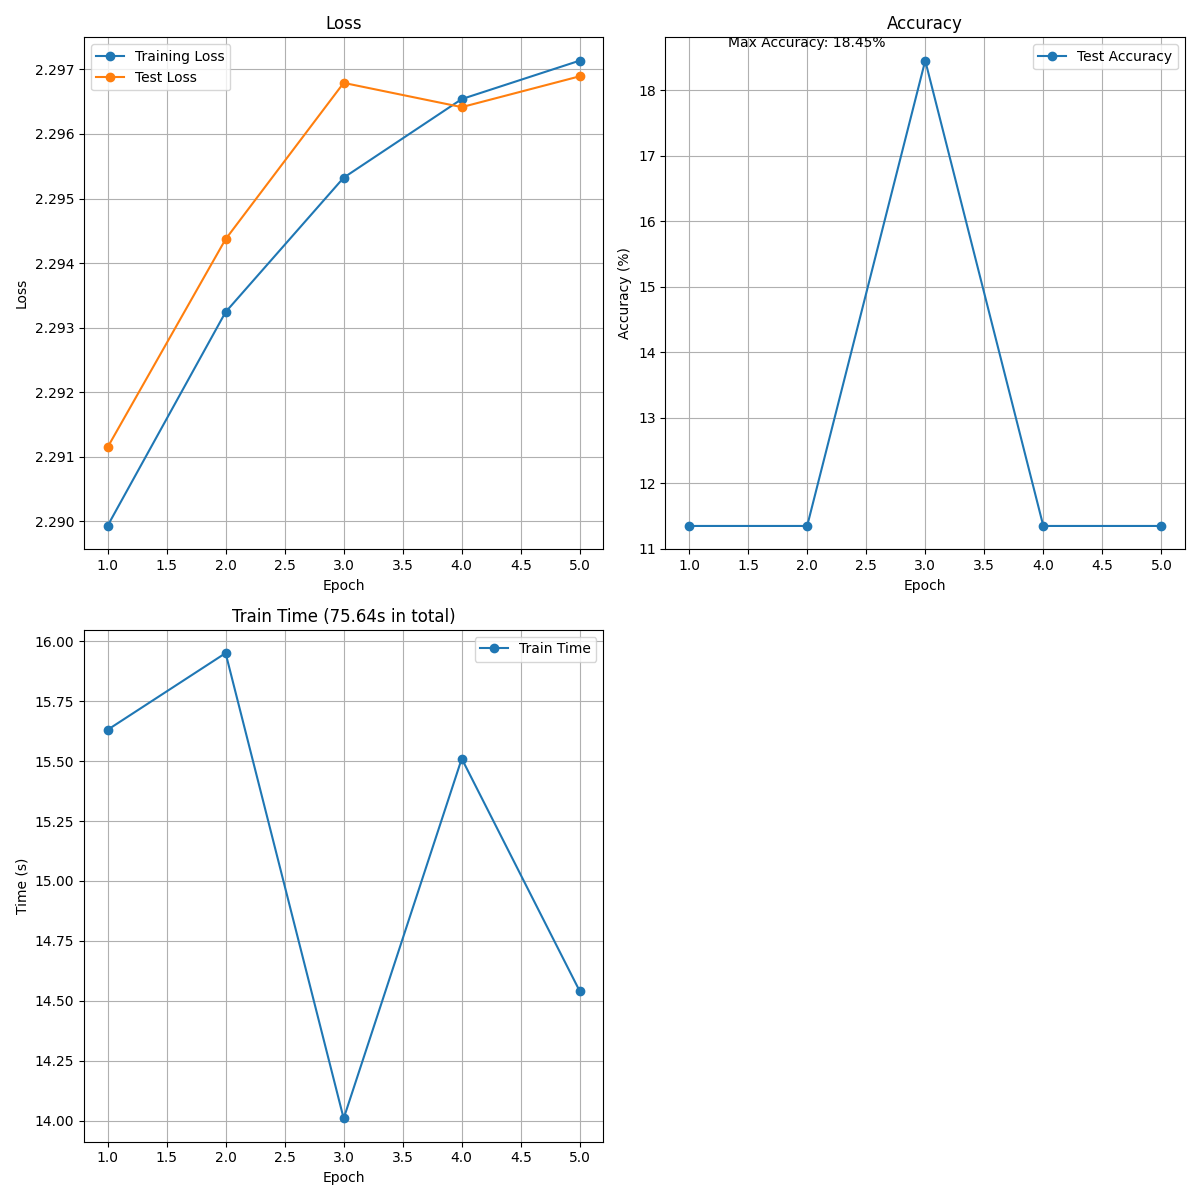 Loss
Training Loss
Test Loss
2.297
2.296
2.295
2.294
2.293
2.292
2.291
2.290
Loss
1.0 1.5 2.0 2.5 3.0 3.5 4.0 4.5 5.0
Epoch
Accuracy
Max Accuracy: 18.45%
Test Accuracy
18
17
16
15
14
13
12
11
Accuracy (%)
1.0 1.5 2.0 2.5 3.0 3.5 4.0 4.5 5.0
Epoch
Train Time (75.64s in total)
Train Time
16.00
15.75
15.50
15.25
15.00
14.75
14.50
14.25
14.00
Time (s)
1.0 1.5 2.0 2.5 3.0 3.5 4.0 4.5 5.0
Epoch